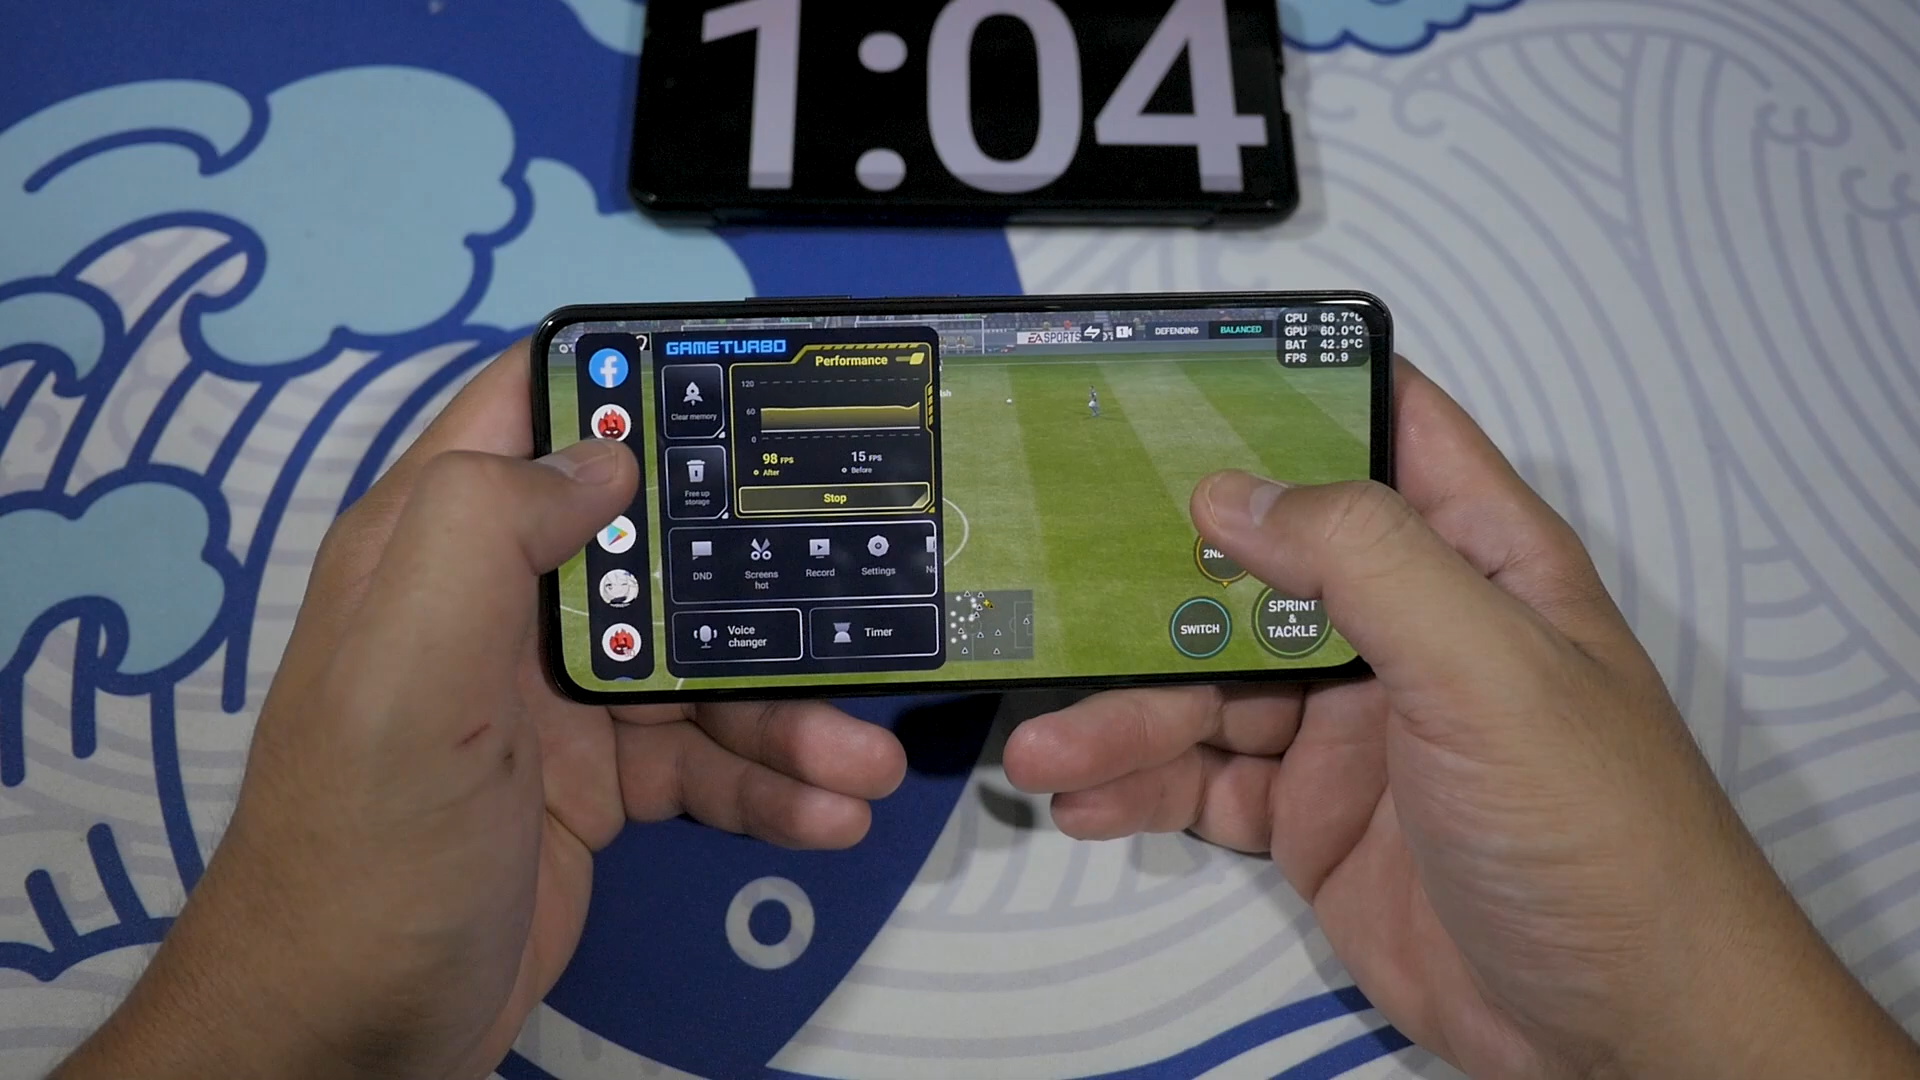 1:04
CPU 66.7°C
GPU 60.0°C
BAT 42.9°C
FPS 60.9
EA SPORTS
DEFENDING
BALANCED
GAMETURBO
Performance
120
60
0
98 FPS
After
15 FPS
Before
Stop
Clear memory
Free up
storage
DND
Screens
hot
Record
Settings
Voice
changer
Timer
SWITCH
SPRINT
&
TACKLE